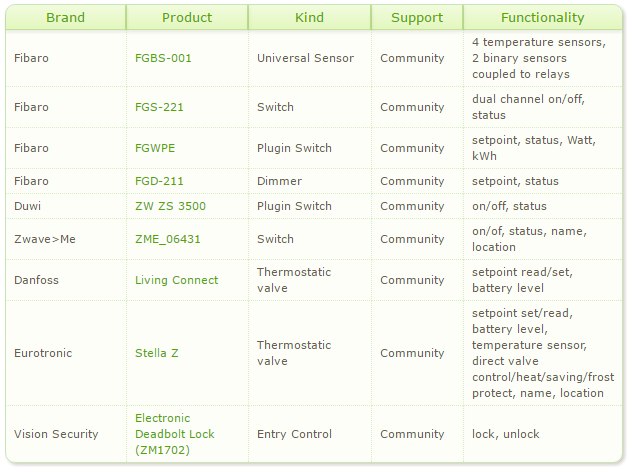 Brand Product Kind Support Functionality
Fibaro FGBS-001 Universal Sensor Community 4 temperature sensors,
2 binary sensors
coupled to relays
Fibaro FGS-221 Switch Community dual channel on/off,
status
Fibaro FGWPE Plugin Switch Community setpoint, status, Watt,
kWh
Fibaro FGD-211 Dimmer Community setpoint, status
Duwi ZW ZS 3500 Plugin Switch Community on/off, status
Zwave>Me ZME_06431 Switch Community on/of, status, name,
location
Danfoss Living Connect Thermostatic
valve Community setpoint read/set,
battery level
Eurotronic Stella Z Thermostatic
valve Community setpoint set/read,
battery level,
temperature sensor,
direct valve
control/heat/saving/frost
protect, name, location
Vision Security Electronic
Deadbolt Lock
(ZM1702) Entry Control Community lock, unlock